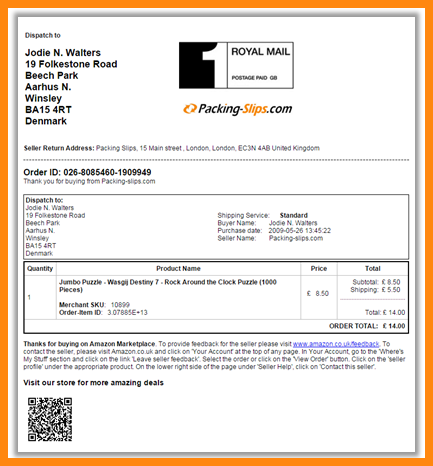 Dispatch to
Jodie N. Walters
19 Folkestone Road
Beech Park
Aarhus N.
Winsley
BA15 4RT
Denmark
1
ROYAL MAIL
POSTAGE PAID GB
Packing-Slips.com
Seller Return Address: Packing Slips, 15 Main street , London, London, EC3N 4AB United Kingdom
Order ID: 026-8085460-1909949
Thank you for buying from Packing-slips.com
Dispatch to:
Jodie N. Walters
19 Folkestone Road
Beech Park
Aarhus N.
Winsley
BA15 4RT
Denmark
Shipping Service: Standard
Buyer Name: Jodie N. Walters
Purchase date: 2009-05-26 13:45:22
Seller Name: Packing-slips.com
Quantity Product Name Price Total
1
Jumbo Puzzle - Wasgij Destiny 7 - Rock Around the Clock Puzzle (1000
Pieces)
Merchant SKU: 10899
Order-Item ID: 3.07885E+13
£ 8.50
Subtotal: £ 8.50
Shipping: £ 5.50
Total: £ 14.00
ORDER TOTAL: £ 14.00
Thanks for buying on Amazon Marketplace. To provide feedback for the seller please visit www.amazon.co.uk/feedback. To
contact the seller, please visit Amazon.co.uk and click on 'Your Account' at the top of any page. In Your Account, go to the 'Where's
My Stuff' section and click on the link 'Leave seller feedback'. Select the order or click on the 'View Order' button. Click on the 'seller
profile' under the appropriate product. On the lower right side of the page under 'Seller Help', click on 'Contact this seller'.
Visit our store for more amazing deals